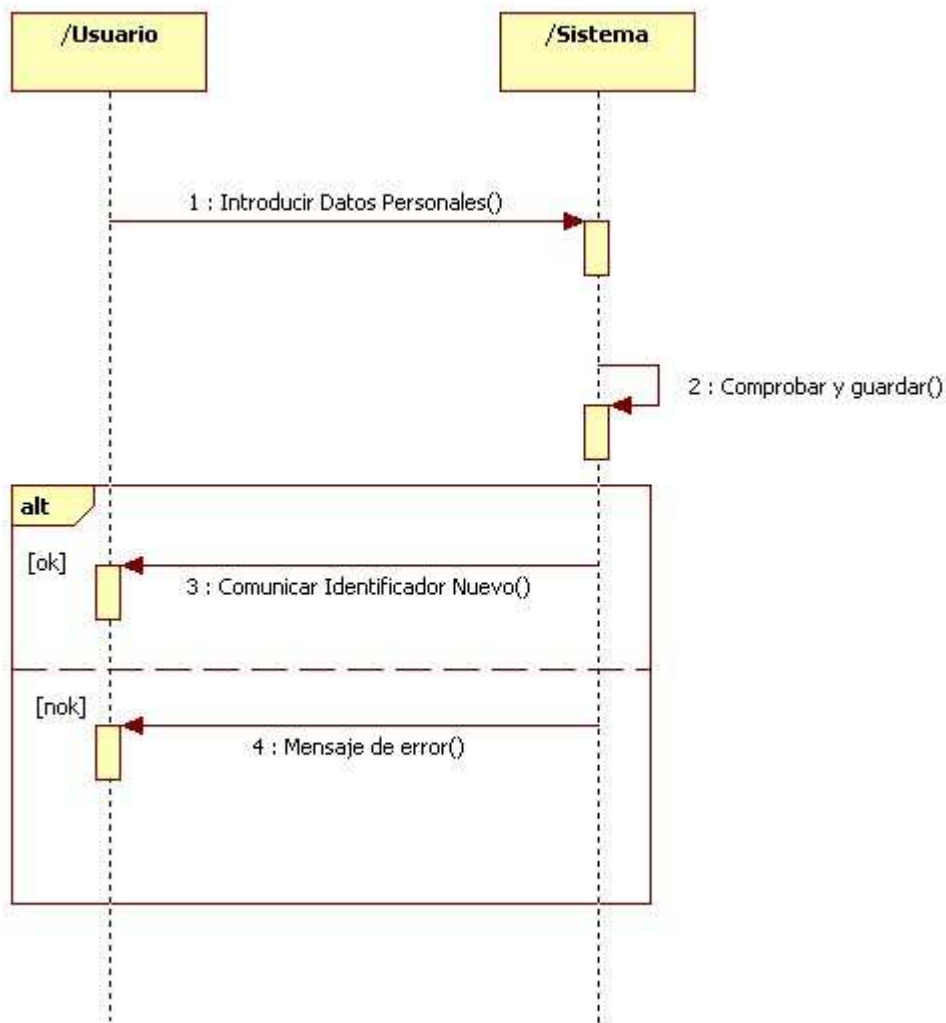 /Usuario
/Sistema
1 : Introducir Datos Personales()
2 : Comprobar y guardar()
alt
[ok]
3 : Comunicar Identificador Nuevo()
[nok]
4 : Mensaje de error()